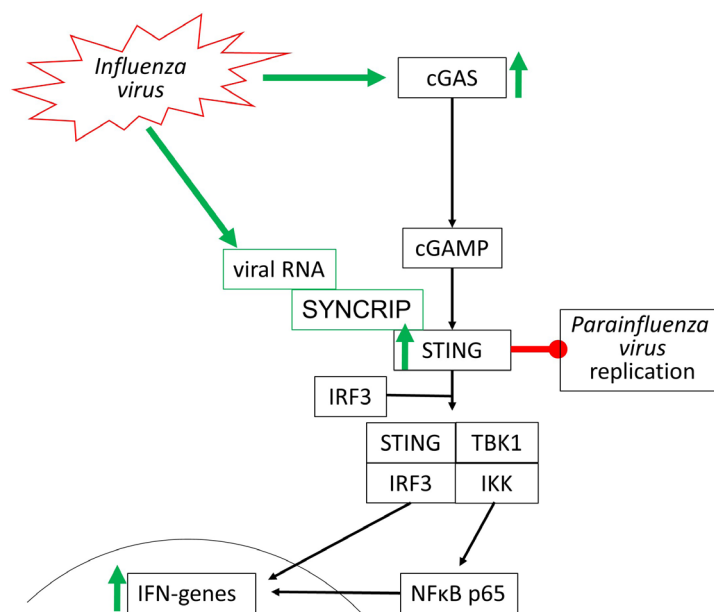 Influenza
virus
cGAS
cGAMP
viral RNA
SYNCRIP
STING
Parainfluenza
virus
replication
IRF3
STING
TBK1
IRF3
IKK
IFN-genes
NFκB p65